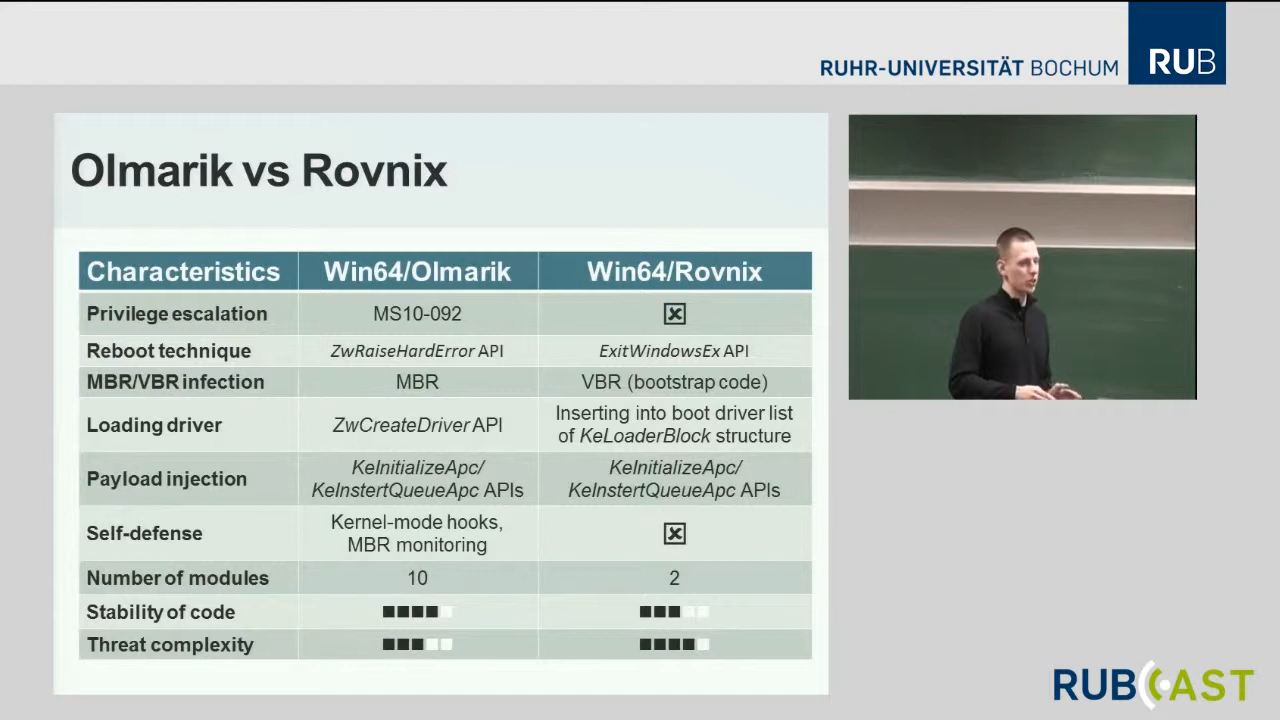 RUHR-UNIVERSITÄT BOCHUM
RUB
Olmarik vs Rovnix
Characteristics Win64/Olmarik Win64/Rovnix
Privilege escalation MS10-092
Reboot technique ZwRaiseHardError API ExitWindowsEx API
MBR/VBR infection MBR VBR (bootstrap code)
Loading driver ZwCreateDriver API Inserting into boot driver list
of KeLoaderBlock structure
Payload injection KeInitializeApc/
KeInstertQueueApc APIs KeInitializeApc/
KeInstertQueueApc APIs
Self-defense Kernel-mode hooks,
MBR monitoring
Number of modules 10 2
Stability of code
Threat complexity
RUBCAST